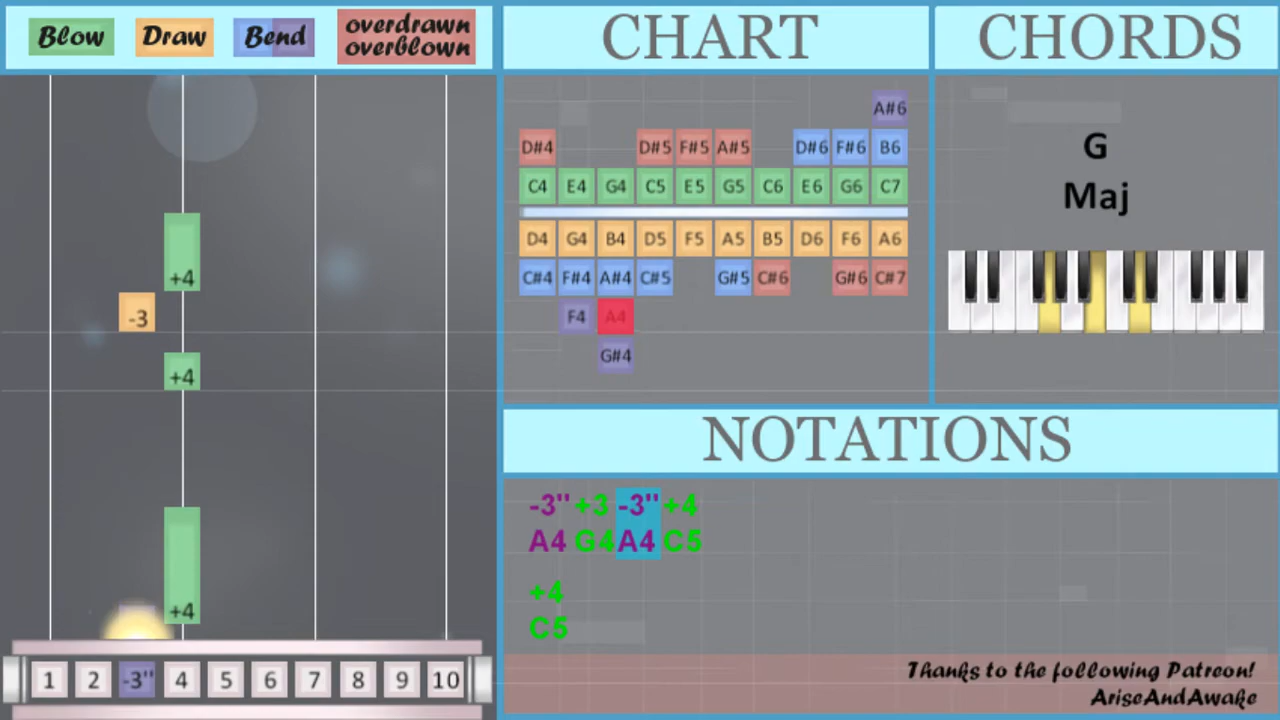 Blow Draw Bend overdrawn
overblown
CHART
CHORDS
A#6
D#4 D#5 F#5 A#5 D#6 F#6 B6
C4 E4 G4 C5 E5 G5 C6 E6 G6 C7
D4 G4 B4 D5 F5 A5 B5 D6 F6 A6
C#4 F#4 A#4 C#5 G#5 C#6 G#6 C#7
F4 A4
G#4
G
Maj
+4
-3
+4
+4
1 2 -3" 4 5 6 7 8 9 10
NOTATIONS
-3" +3 -3" +4
A4 G4 A4 C5
+4
C5
Thanks to the following Patreon!
AriseAndAwake